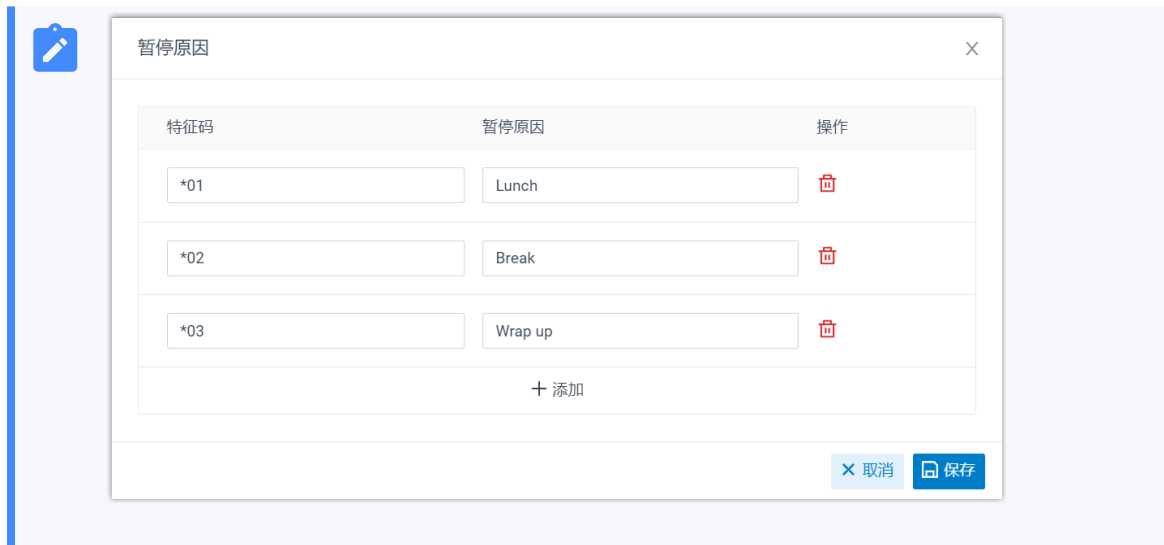 暂停原因
特征码 暂停原因 操作
*01 Lunch
*02 Break
*03 Wrap up
添加
取消 保存